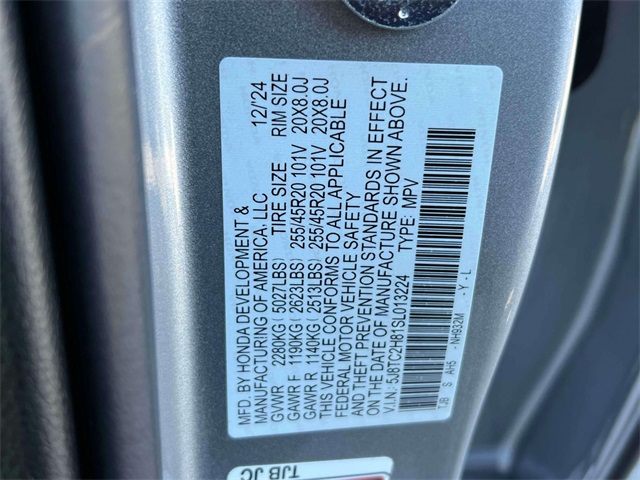 MFD. BY HONDA DEVELOPMENT & 12/'24
MANUFACTURING OF AMERICA, LLC
GVWR 2280KG(5027LBS) TIRE SIZE RIM SIZE
GAWR F 1190KG(2623LBS) 255/45R20 101V 20X8.0J
GAWR R 1140KG(2513LBS) 255/45R20 101V 20X8.0J
THIS VEHICLE CONFORMS TO ALL APPLICABLE
FEDERAL MOTOR VEHICLE SAFETY
AND THEFT PREVENTION STANDARDS IN EFFECT
ON THE DATE OF MANUFACTURE SHOWN ABOVE.
V.I.N: 5J8TC2H81SL013224 TYPE: MPV
TJB S AH5 -NH932M -Y-L
TJB JC